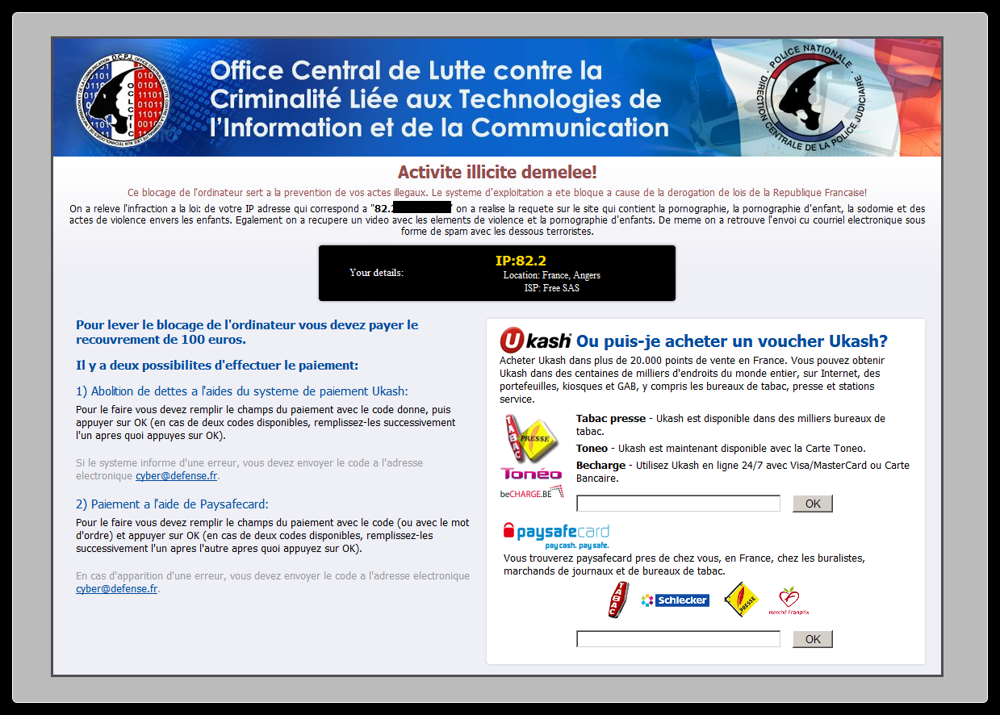 Office Central de Lutte contre la
Criminalité Liée aux Technologies de
l'Information et de la Communication
POLICE NATIONALE
DIRECTION CENTRALE DE LA POLICE JUDICIAIRE
OCLCTIC
Activite illicite demelee!
Ce blocage de l'ordinateur sert a la prevention de vos actes illegaux. Le systeme d'exploitation a ete bloque a cause de la derogation de lois de la Republique Francaise!
On a releve l'infraction a la loi: de votre IP adresse qui correspond a "82.2 " on a realise la requete sur le site qui contient la pornographie, la pornographie d'enfant, la sodomie et des
actes de violence envers les enfants. Egalement on a recupere un video avec les elements de violence et la pornographie d'enfants. De meme on a retrouve l'envoi cu courriel electronique sous
forme de spam avec les dessous terroristes.
Your details:
IP:82.2
Location: France, Angers
ISP: Free SAS
Pour lever le blocage de l'ordinateur vous devez payer le
recouvrement de 100 euros.
Il y a deux possibilites d'effectuer le paiement:
1) Abolition de dettes a l'aides du systeme de paiement Ukash:
Pour le faire vous devez remplir le champs du paiement avec le code donne, puis
appuyer sur OK (en cas de deux codes disponibles, remplissez-les successivement
l'un apres quoi appuyes sur OK).
Si le systeme informe d'une erreur, vous devez envoyer le code a l'adresse
electronique cyber@defense.fr.
2) Paiement a l'aide de Paysafecard:
Pour le faire vous devez remplir le champs du paiement avec le code (ou avec le mot
d'ordre) et appuyer sur OK (en cas de deux codes disponibles, remplissez-les
successivement l'un apres l'autre apres quoi appuyez sur OK).
En cas d'apparition d'une erreur, vous devez envoyer le code a l'adresse electronique
cyber@defense.fr.
Ukash Ou puis-je acheter un voucher Ukash?
Acheter Ukash dans plus de 20.000 points de vente en France. Vous pouvez obtenir
Ukash dans des centaines de milliers d'endroits du monde entier, sur Internet, des
portefeuilles, kiosques et GAB, y compris les bureaux de tabac, presse et stations
service.
TABAC PRESSE
Tonéo
beCHARGE.BE
Tabac presse - Ukash est disponible dans des milliers bureaux de
tabac.
Toneo - Ukash est maintenant disponible avec la Carte Toneo.
Becharge - Utilisez Ukash en ligne 24/7 avec Visa/MasterCard ou Carte
Bancaire.
OK
paysafecard
pay cash. pay safe.
Vous trouverez paysafecard pres de chez vous, en France, chez les buralistes,
marchands de journaux et de bureaux de tabac.
TABAC Schlecker PRESSE marché franprix
OK